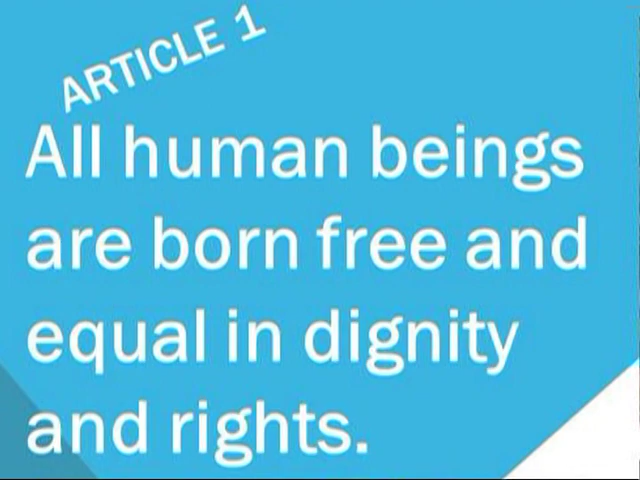 ARTICLE 1
All human beings
are born free and
equal in dignity
and rights.